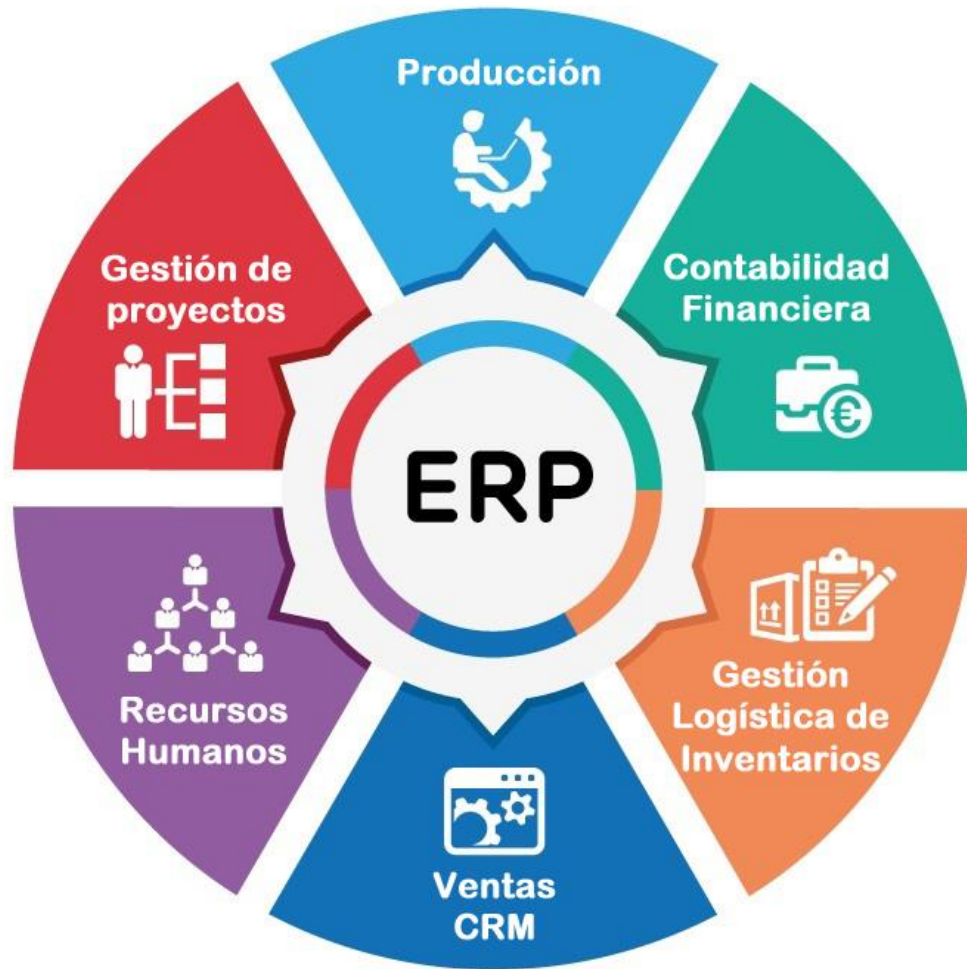 Producción
Contabilidad
Financiera
€
Gestión
Logística de
Inventarios
Ventas
CRM
Recursos
Humanos
Gestión de
proyectos
ERP